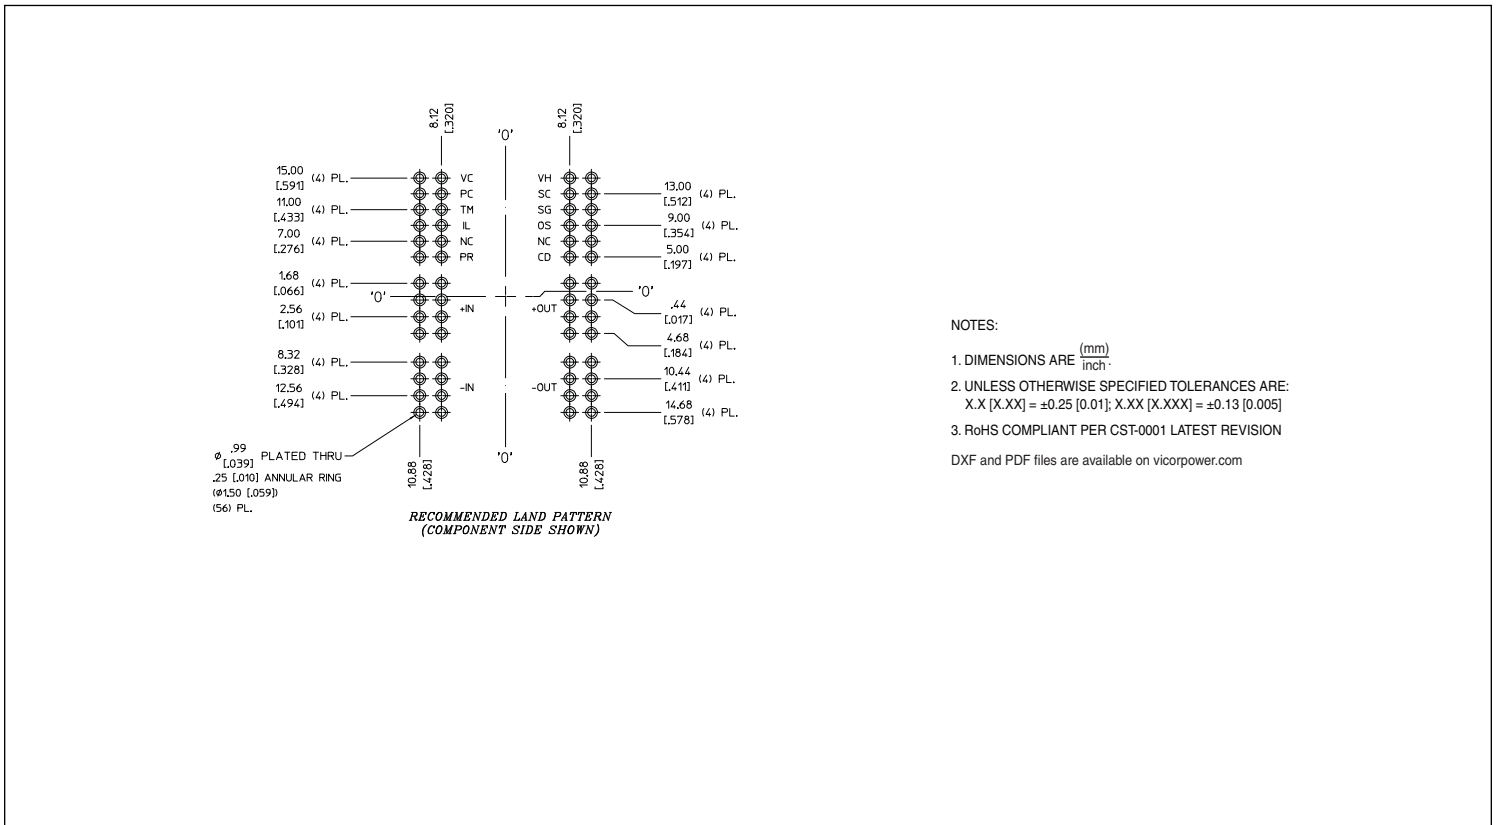 8.12
[.320]
8.12
[.320]
'0'
15.00
[.591] (4) PL.
11.00
[.433] (4) PL.
7.00
[.276] (4) PL.
1.68
[.066] (4) PL.
2.56
[.101] (4) PL.
8.32
[.328] (4) PL.
12.56
[.494] (4) PL.
VC
PC
TM
IL
NC
PR
'0'
+IN
-IN
VH
SC
SG
OS
NC
CD
'0'
+OUT
-OUT
13.00
[.512] (4) PL.
9.00
[.354] (4) PL.
5.00
[.197] (4) PL.
.44
[.017] (4) PL.
4.68
[.184] (4) PL.
10.44
[.411] (4) PL.
14.68
[.578] (4) PL.
ø .99
[.039] PLATED THRU
.25 [.010] ANNULAR RING
(ø1.50 [.059])
(56) PL.
10.88
[.428]
'0'
10.88
[.428]
RECOMMENDED LAND PATTERN
(COMPONENT SIDE SHOWN)
NOTES:
1. DIMENSIONS ARE (mm)
inch.
2. UNLESS OTHERWISE SPECIFIED TOLERANCES ARE:
X.X [X.XX] = ±0.25 [0.01]; X.XX [X.XXX] = ±0.13 [0.005]
3. RoHS COMPLIANT PER CST-0001 LATEST REVISION
DXF and PDF files are available on vicorpower.com